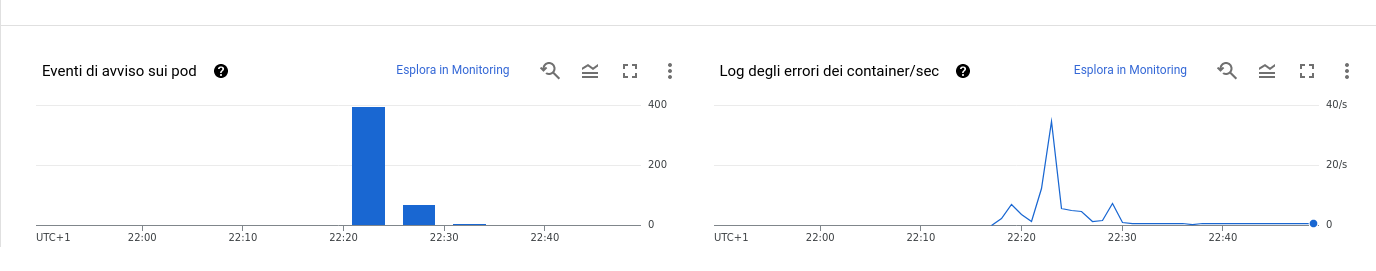 Eventi di avviso sui pod ? Esplora in Monitoring
400
200
0
UTC+1 22:00 22:10 22:20 22:30 22:40
Log degli errori dei container/sec ? Esplora in Monitoring
40/s
20/s
0
UTC+1 22:00 22:10 22:20 22:30 22:40